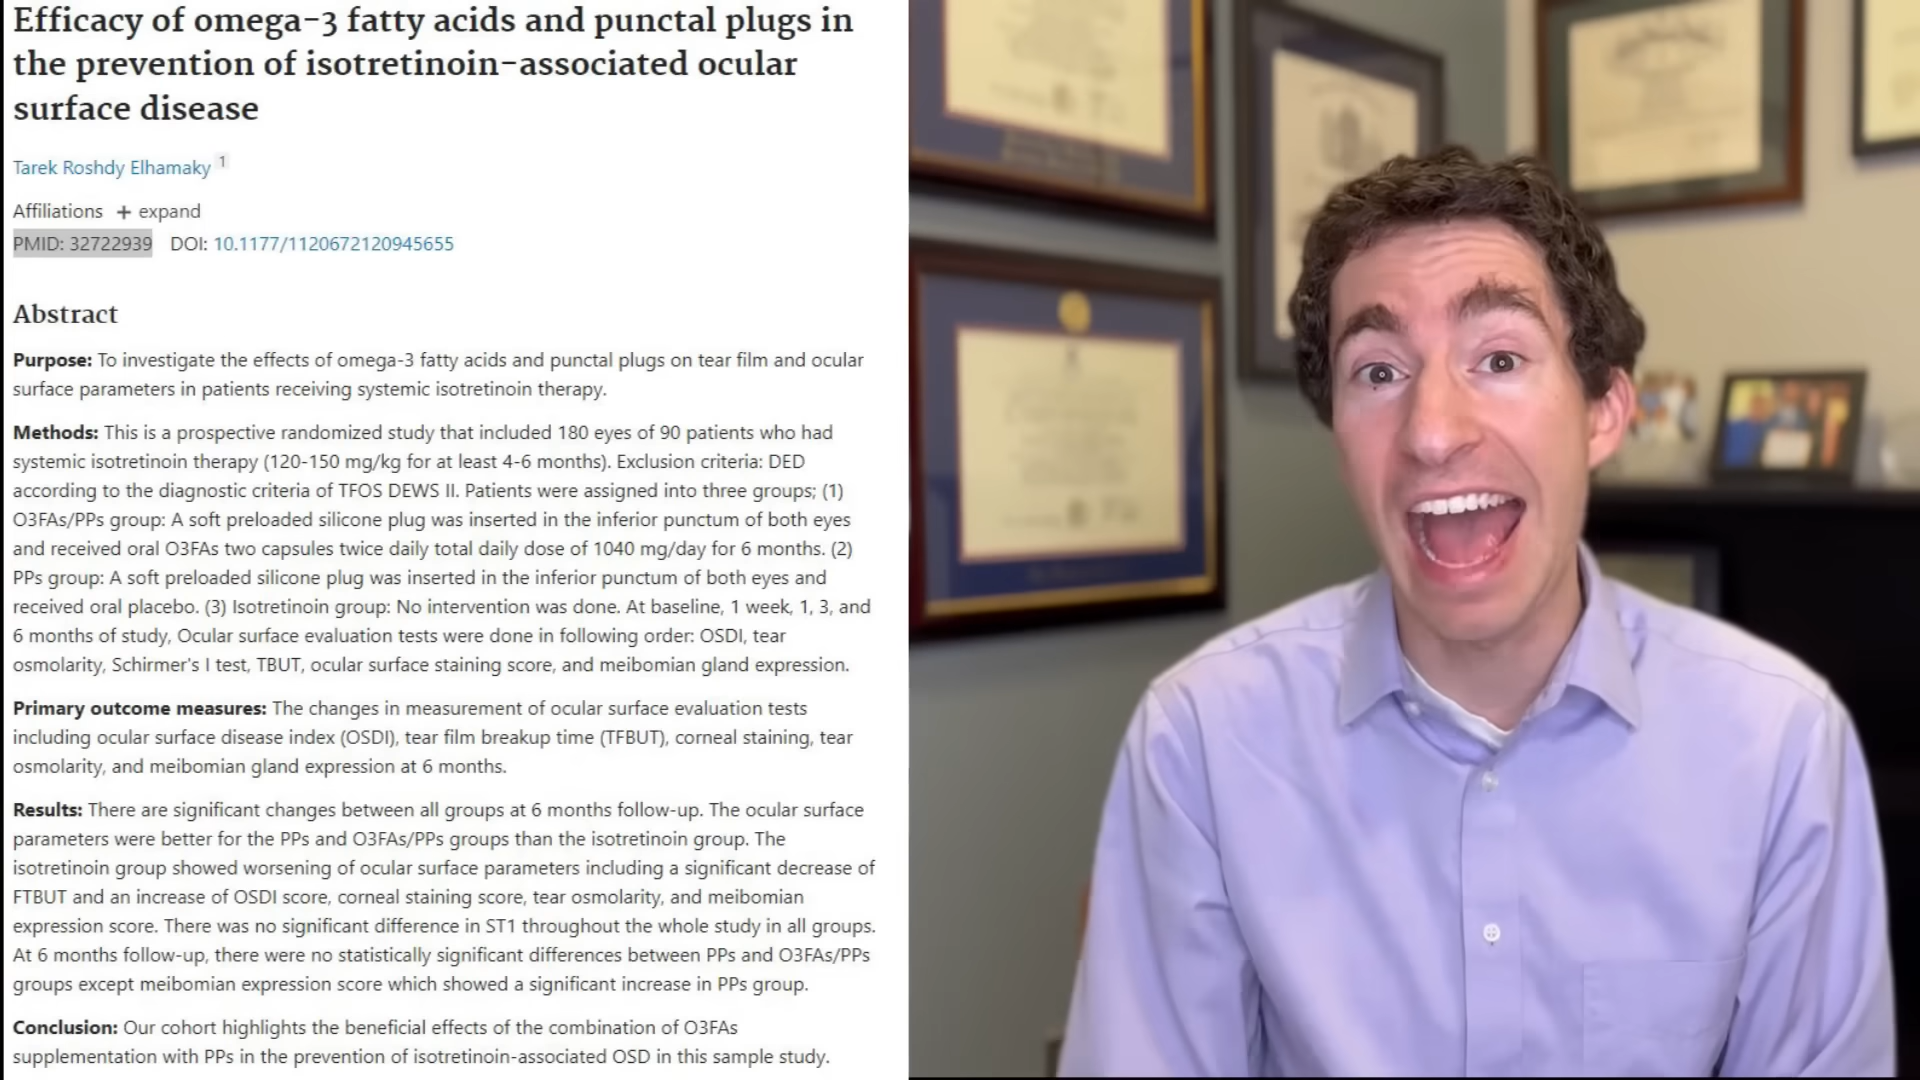 Efficacy of omega-3 fatty acids and punctal plugs in
the prevention of isotretinoin-associated ocular
surface disease
Tarek Roshdy Elhamaky 1
Affiliations + expand
PMID: 32722939 DOI: 10.1177/1120672120945655
Abstract
Purpose: To investigate the effects of omega-3 fatty acids and punctal plugs on tear film and ocular
surface parameters in patients receiving systemic isotretinoin therapy.
Methods: This is a prospective randomized study that included 180 eyes of 90 patients who had
systemic isotretinoin therapy (120-150 mg/kg for at least 4-6 months). Exclusion criteria: DED
according to the diagnostic criteria of TFOS DEWS II. Patients were assigned into three groups; (1)
O3FAs/PPs group: A soft preloaded silicone plug was inserted in the inferior punctum of both eyes
and received oral O3FAs two capsules twice daily total daily dose of 1040 mg/day for 6 months. (2)
PPs group: A soft preloaded silicone plug was inserted in the inferior punctum of both eyes and
received oral placebo. (3) Isotretinoin group: No intervention was done. At baseline, 1 week, 1, 3, and
6 months of study, Ocular surface evaluation tests were done in following order: OSDI, tear
osmolarity, Schirmer's I test, TBUT, ocular surface staining score, and meibomian gland expression.
Primary outcome measures: The changes in measurement of ocular surface evaluation tests
including ocular surface disease index (OSDI), tear film breakup time (TFBUT), corneal staining, tear
osmolarity, and meibomian gland expression at 6 months.
Results: There are significant changes between all groups at 6 months follow-up. The ocular surface
parameters were better for the PPs and O3FAs/PPs groups than the isotretinoin group. The
isotretinoin group showed worsening of ocular surface parameters including a significant decrease of
FTBUT and an increase of OSDI score, corneal staining score, tear osmolarity, and meibomian
expression score. There was no significant difference in ST1 throughout the whole study in all groups.
At 6 months follow-up, there were no statistically significant differences between PPs and O3FAs/PPs
groups except meibomian expression score which showed a significant increase in PPs group.
Conclusion: Our cohort highlights the beneficial effects of the combination of O3FAs
supplementation with PPs in the prevention of isotretinoin-associated OSD in this sample study.